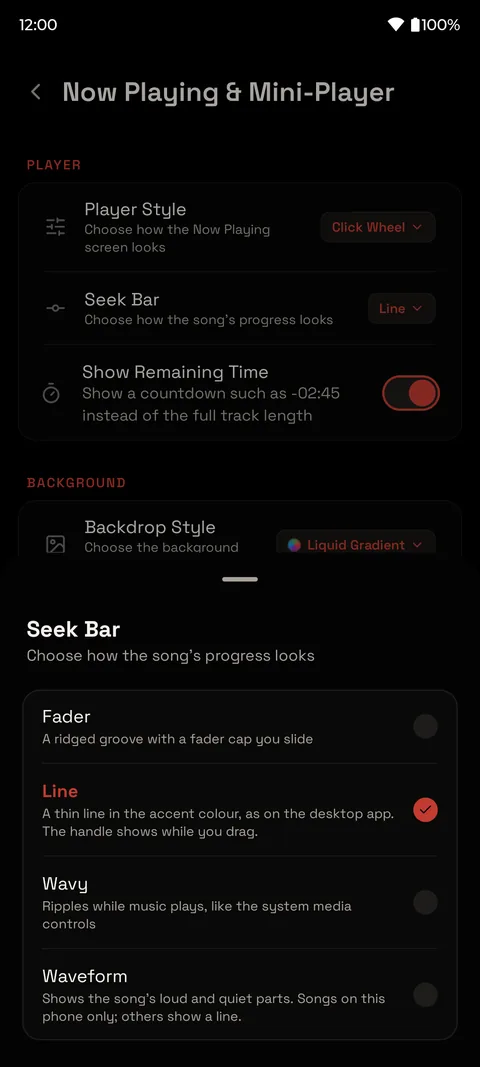 12:00
100%
Now Playing & Mini-Player
PLAYER
Player Style
Choose how the Now Playing
screen looks
Click Wheel
Seek Bar
Choose how the song's progress looks
Line
Show Remaining Time
Show a countdown such as -02:45
instead of the full track length
BACKGROUND
Backdrop Style
Choose the background
Liquid Gradient
Seek Bar
Choose how the song's progress looks
Fader
A ridged groove with a fader cap you slide
Line
A thin line in the accent colour, as on the desktop app.
The handle shows while you drag.
Wavy
Ripples while music plays, like the system media
controls
Waveform
Shows the song's loud and quiet parts. Songs on this
phone only; others show a line.